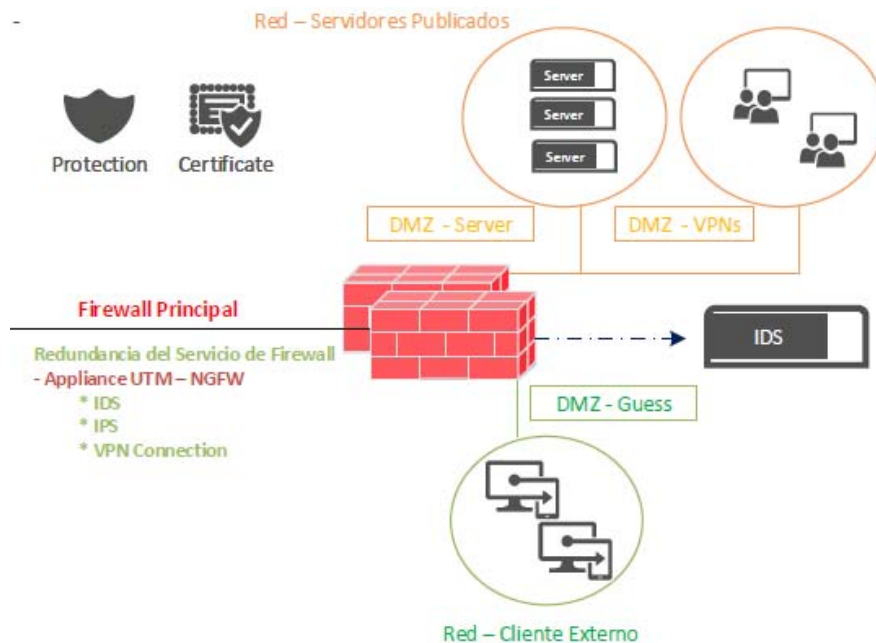 -
Red – Servidores Publicados
Server
Server
Server
Protection
Certificate
DMZ - Server
DMZ - VPNs
Firewall Principal
Redundancia del Servicio de Firewall
- Appliance UTM – NGFW
* IDS
* IPS
* VPN Connection
IDS
DMZ - Guess
Red – Cliente Externo